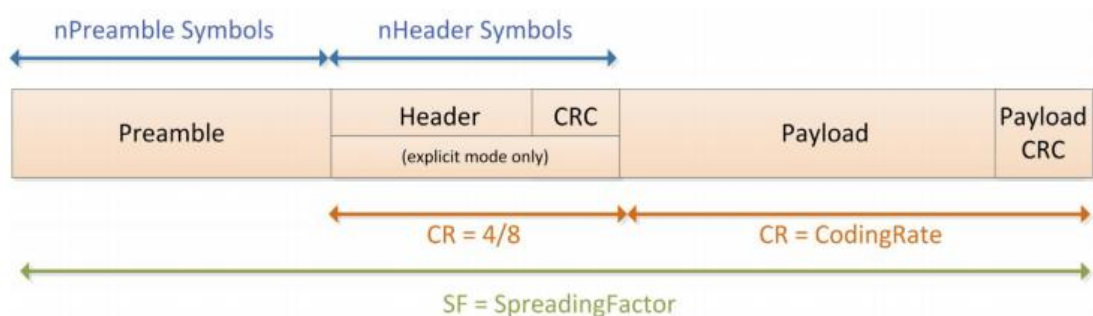 nPreamble Symbols
nHeader Symbols
Preamble
Header
CRC
(explicit mode only)
Payload
Payload
CRC
CR = 4/8
CR = CodingRate
SF = SpreadingFactor